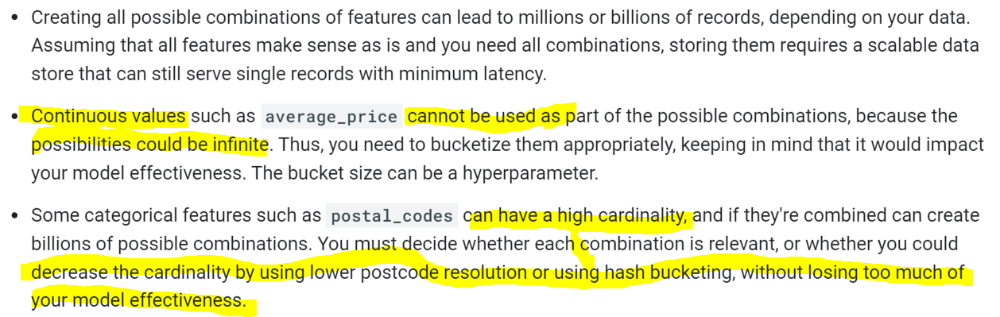 Creating all possible combinations of features can lead to millions or billions of records, depending on your data.
Assuming that all features make sense as is and you need all combinations, storing them requires a scalable data
store that can still serve single records with minimum latency.
Continuous values such as average_price cannot be used as part of the possible combinations, because the
possibilities could be infinite. Thus, you need to bucketize them appropriately, keeping in mind that it would impact
your model effectiveness. The bucket size can be a hyperparameter.
Some categorical features such as postal_codes can have a high cardinality, and if they're combined can create
billions of possible combinations. You must decide whether each combination is relevant, or whether you could
decrease the cardinality by using lower postcode resolution or using hash bucketing, without losing too much of
your model effectiveness.